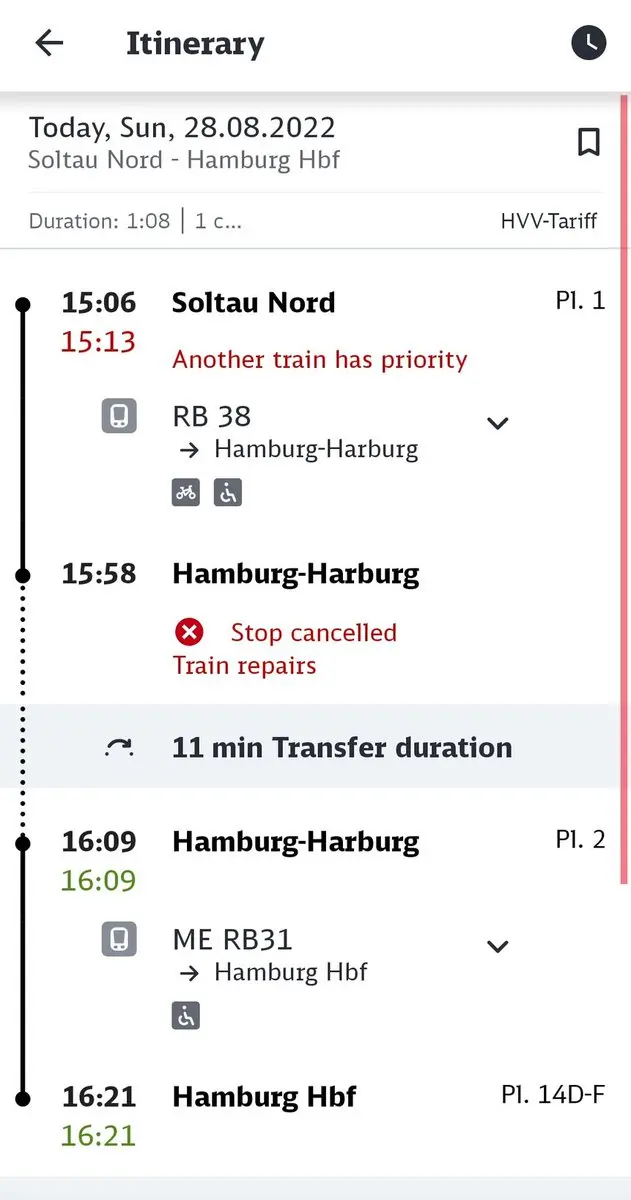 Itinerary
Today, Sun, 28.08.2022
Soltau Nord - Hamburg Hbf
Duration: 1:08 | 1 c... HVV-Tariff
15:06 Soltau Nord Pl. 1
15:13
Another train has priority
RB 38
→ Hamburg-Harburg
15:58 Hamburg-Harburg
Stop cancelled
Train repairs
11 min Transfer duration
16:09 Hamburg-Harburg Pl. 2
16:09
ME RB31
→ Hamburg Hbf
16:21 Hamburg Hbf Pl. 14D-F
16:21